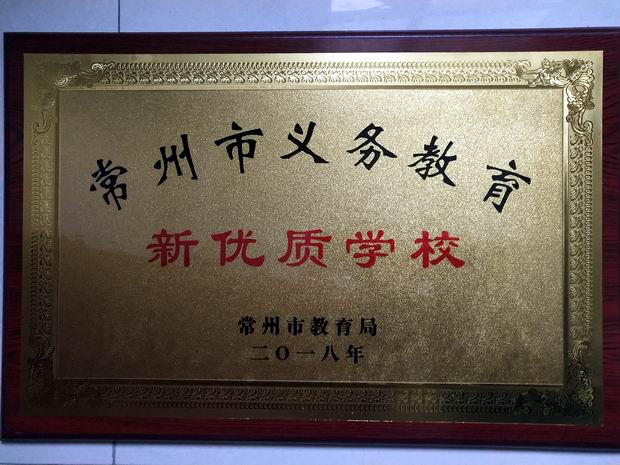 常州市义务教育
新优质学校
常州市教育局
二〇一八年